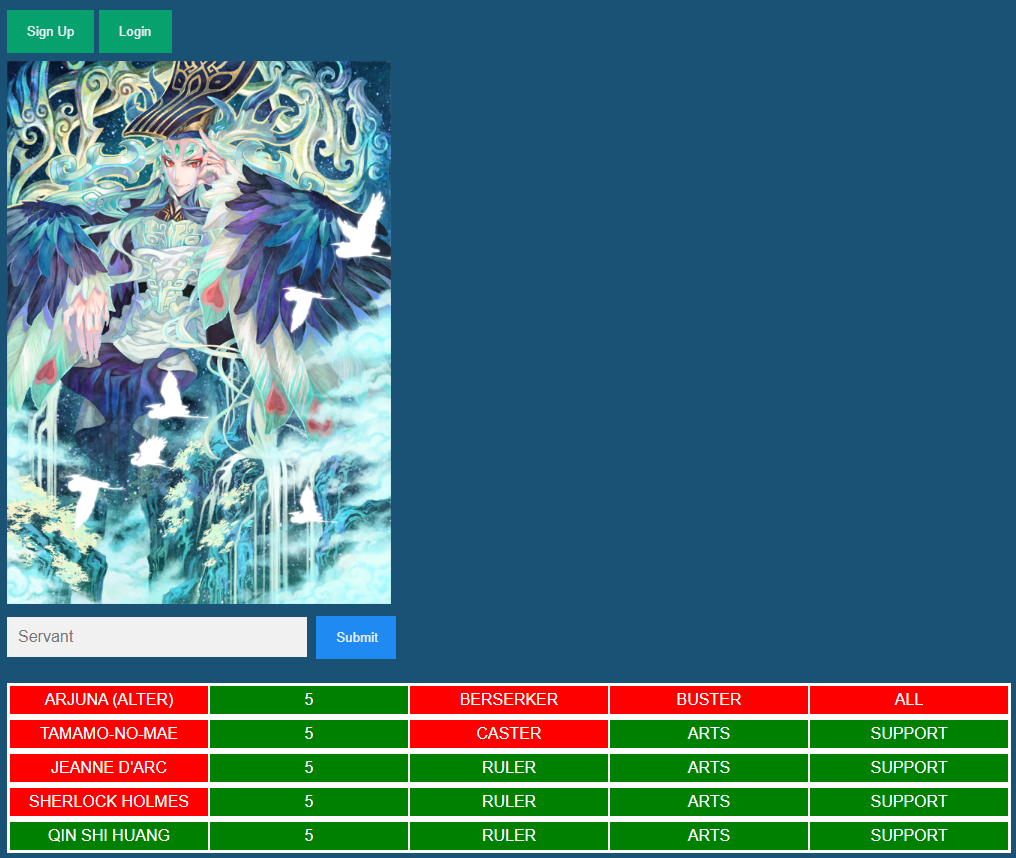 Sign Up Login
Servant Submit
ARJUNA (ALTER) 5 BERSERKER BUSTER ALL
TAMAMO-NO-MAE 5 CASTER ARTS SUPPORT
JEANNE D'ARC 5 RULER ARTS SUPPORT
SHERLOCK HOLMES 5 RULER ARTS SUPPORT
QIN SHI HUANG 5 RULER ARTS SUPPORT